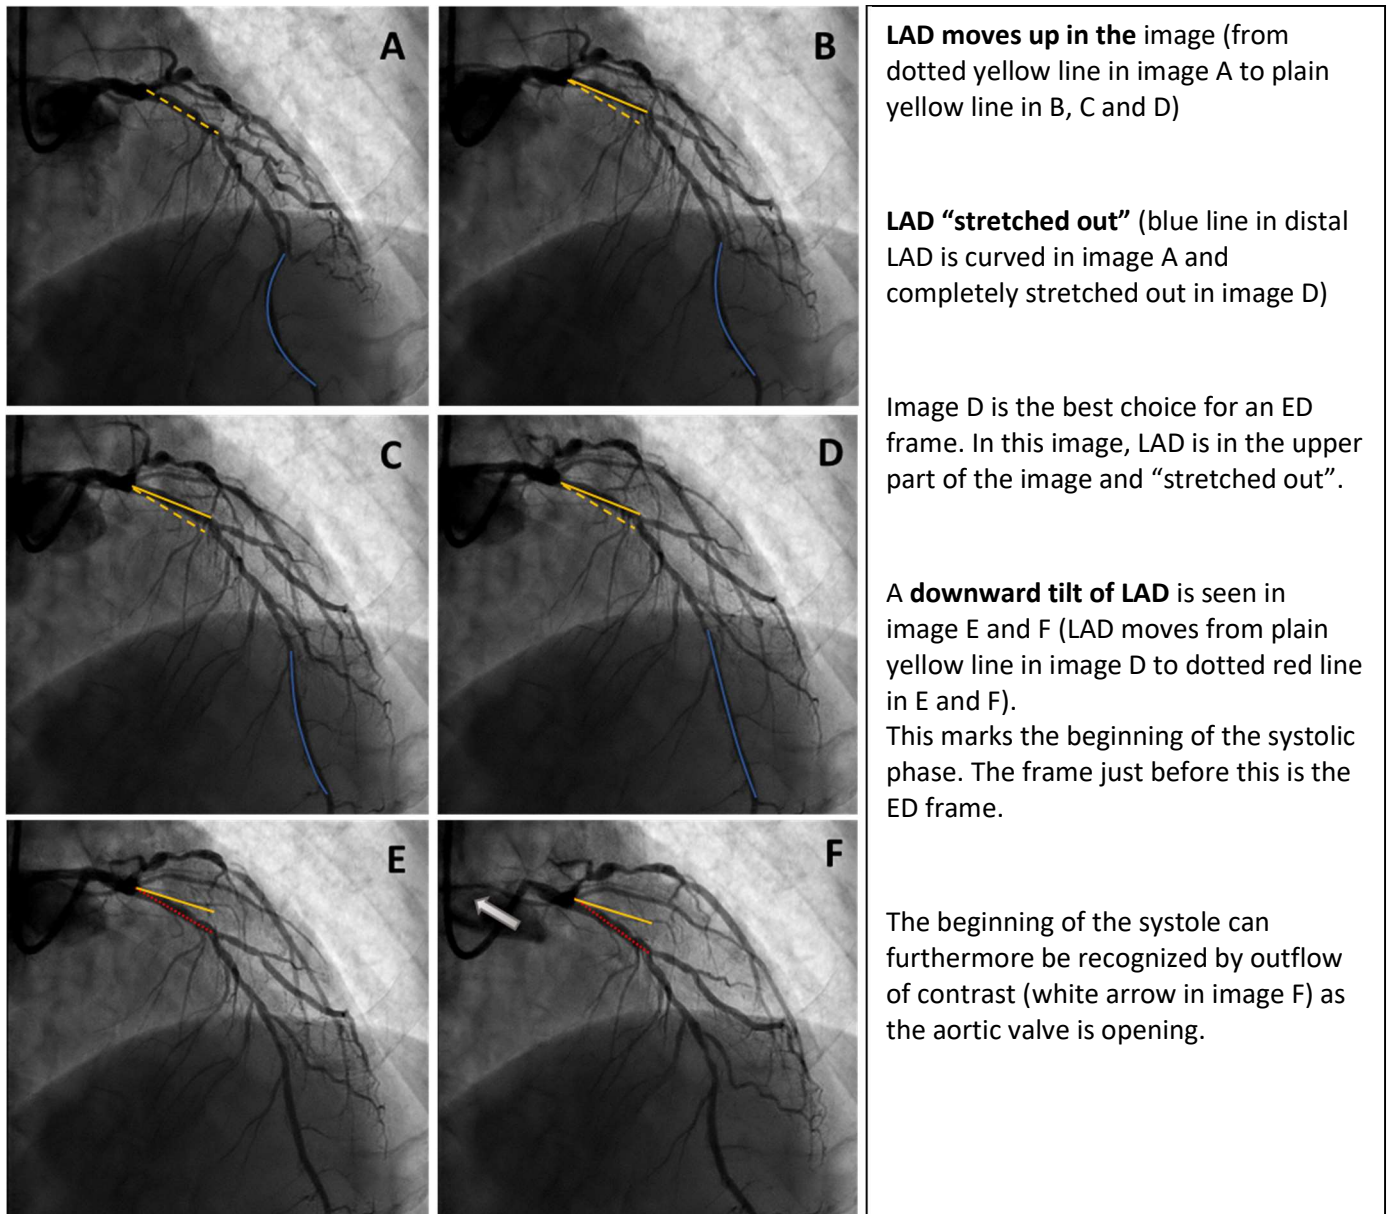 A
B
C
D
E
F
LAD moves up in the image (from
dotted yellow line in image A to plain
yellow line in B, C and D)
LAD “stretched out” (blue line in distal
LAD is curved in image A and
completely stretched out in image D)
Image D is the best choice for an ED
frame. In this image, LAD is in the upper
part of the image and “stretched out”.
A downward tilt of LAD is seen in
image E and F (LAD moves from plain
yellow line in image D to dotted red line
in E and F).
This marks the beginning of the systolic
phase. The frame just before this is the
ED frame.
The beginning of the systole can
furthermore be recognized by outflow
of contrast (white arrow in image F) as
the aortic valve is opening.